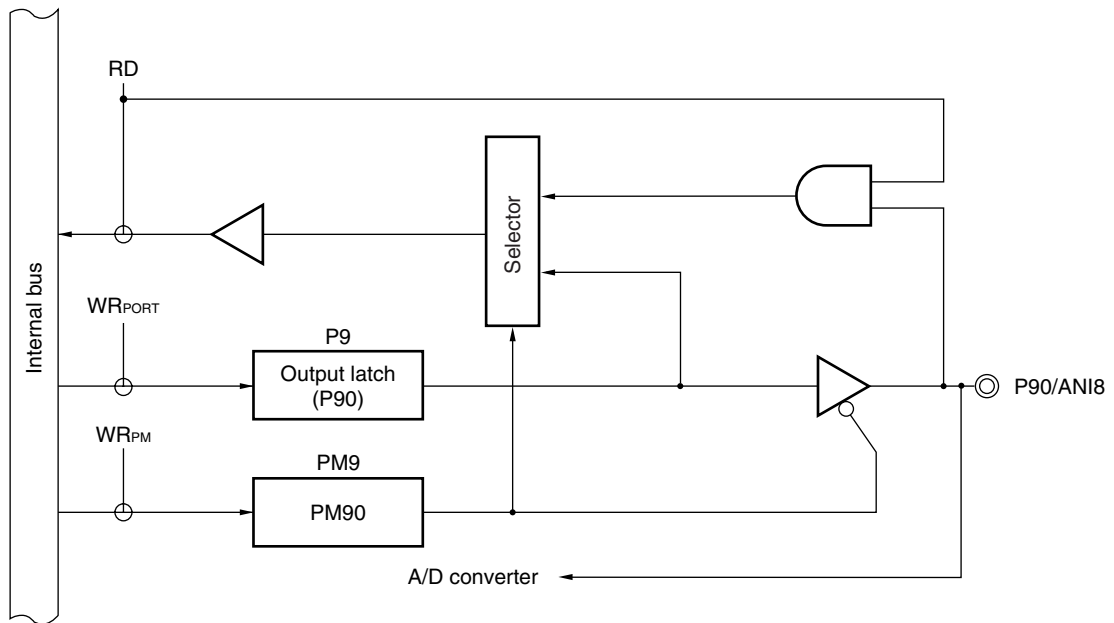 RD
Selector
Internal bus
WRPORT
P9
Output latch
(P90)
P90/ANI8
WRPM
PM9
PM90
A/D converter